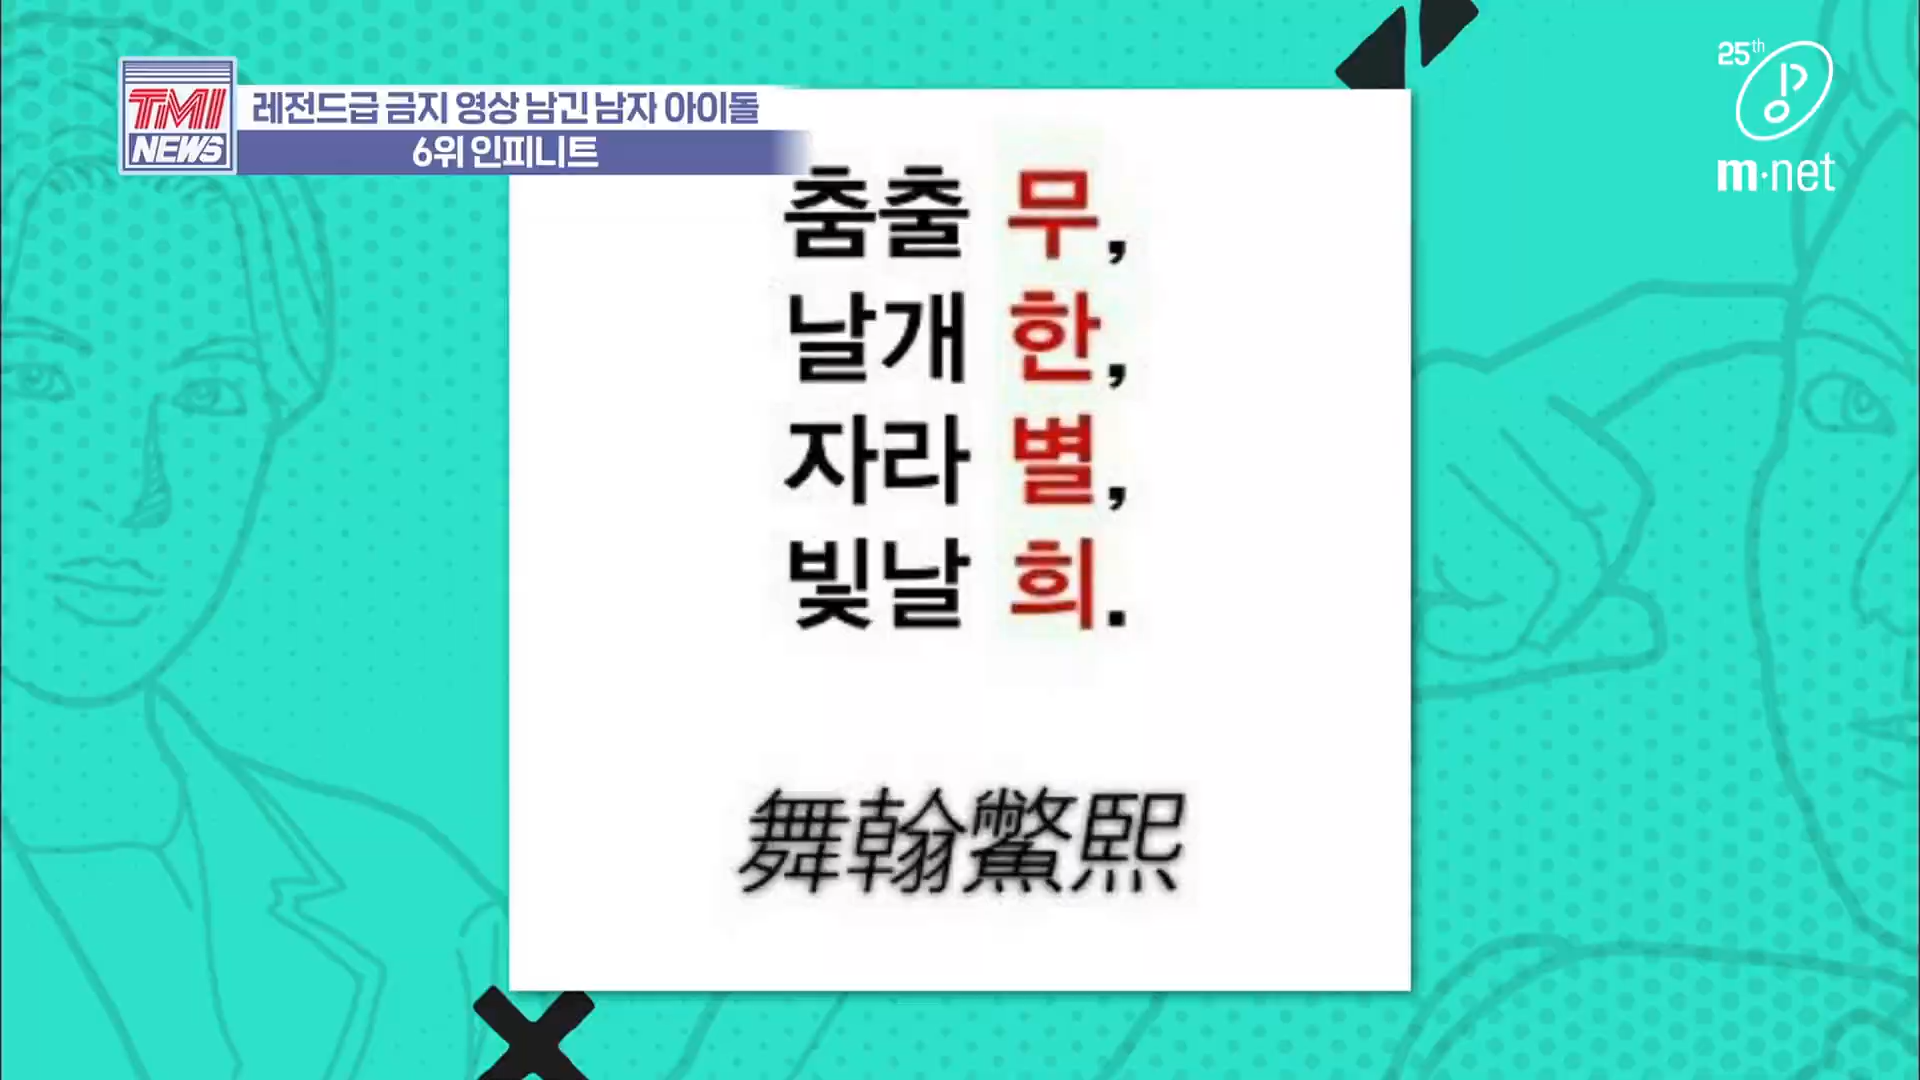 TMI
NEWS
레전드급 금지 영상 남긴 남자 아이돌
6위 인피니트
25th
m·net
춤출 무,
날개 한,
자라 별,
빛날 희.
舞翰鱉熙